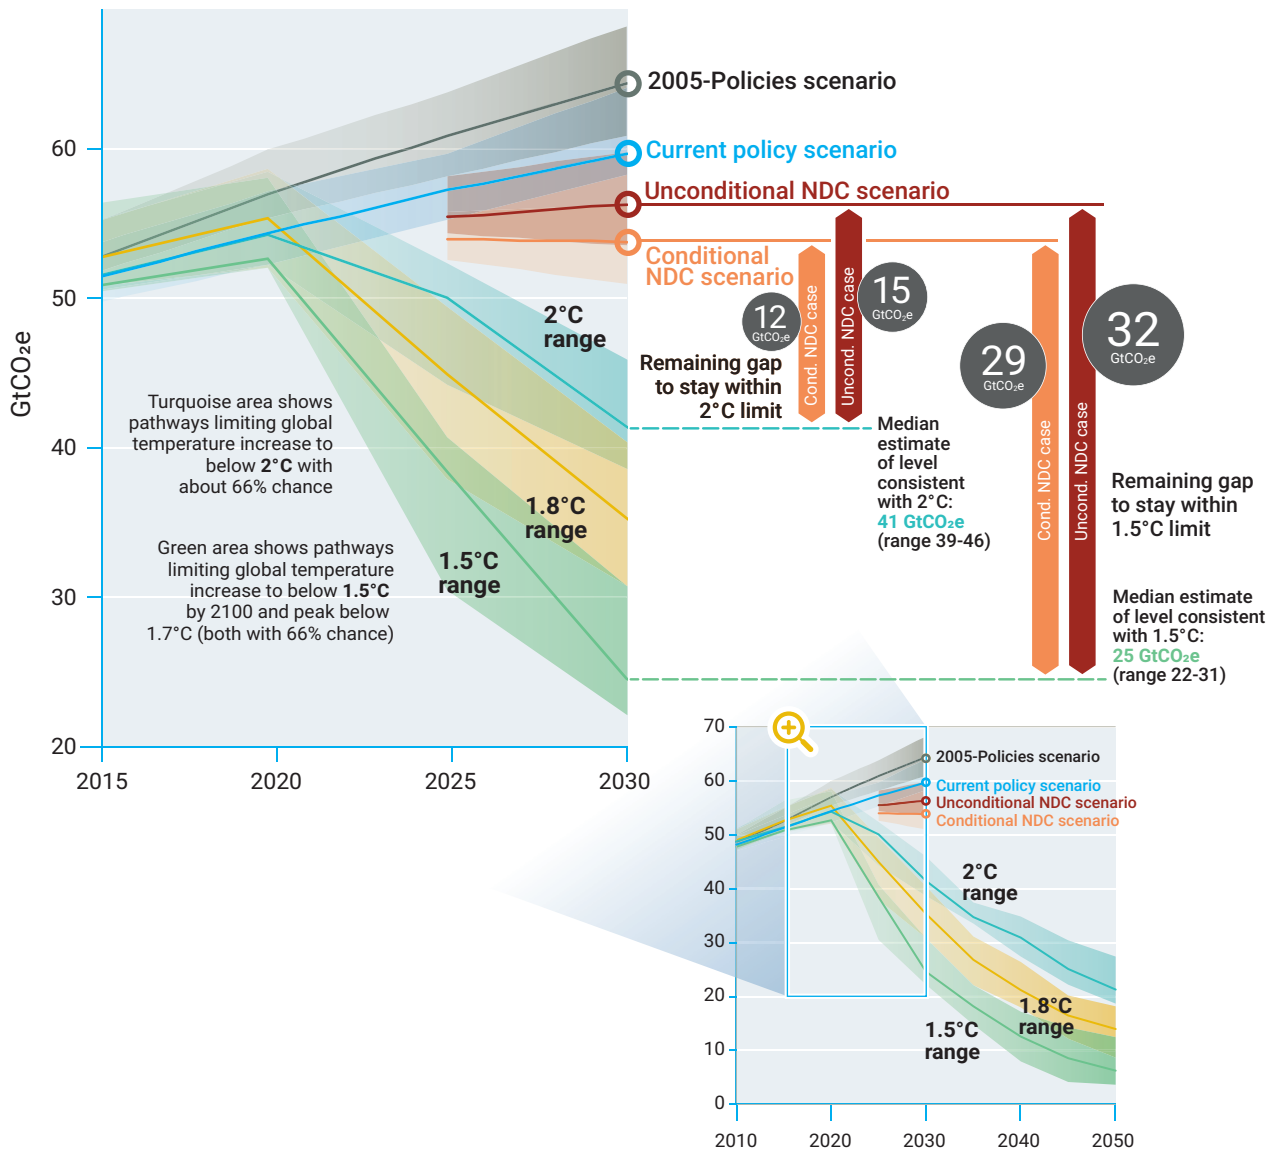 GtCO₂e
60
50
40
30
20
2015
2020
2025
2030
2005-Policies scenario
Current policy scenario
Unconditional NDC scenario
Conditional
NDC scenario
2°C
range
1.8°C
range
1.5°C
range
Turquoise area shows
pathways limiting global
temperature increase to
below 2°C with
about 66% chance
Green area shows pathways
limiting global temperature
increase to below 1.5°C
by 2100 and peak below
1.7°C (both with 66% chance)
12
GtCO₂e
Cond. NDC case
Uncond. NDC case
15
GtCO₂e
Remaining gap
to stay within
2°C limit
Median
estimate
of level
consistent
with 2°C:
41 GtCO₂e
(range 39-46)
29
GtCO₂e
Cond. NDC case
Uncond. NDC case
32
GtCO₂e
Remaining gap
to stay within
1.5°C limit
Median estimate
of level consistent
with 1.5°C:
25 GtCO₂e
(range 22-31)
70
60
50
40
30
20
10
0
2010
2020
2030
2040
2050
2005-Policies scenario
Current policy scenario
Unconditional NDC scenario
Conditional NDC scenario
2°C
range
1.8°C
range
1.5°C
range